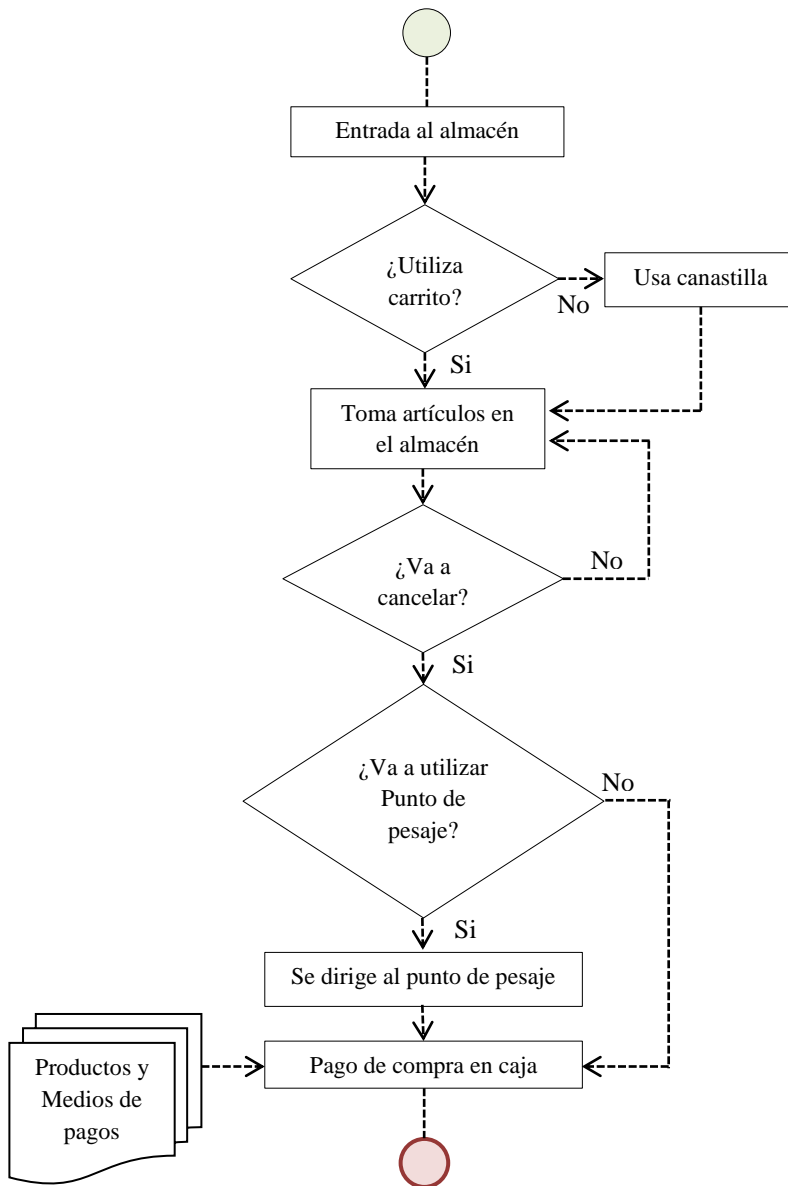 Entrada al almacén
¿Utiliza
carrito?
No
Usa canastilla
Si
Toma artículos en
el almacén
¿Va a
cancelar?
No
Si
¿Va a utilizar
Punto de
pesaje?
No
Si
Se dirige al punto de pesaje
Productos y
Medios de
pagos
Pago de compra en caja